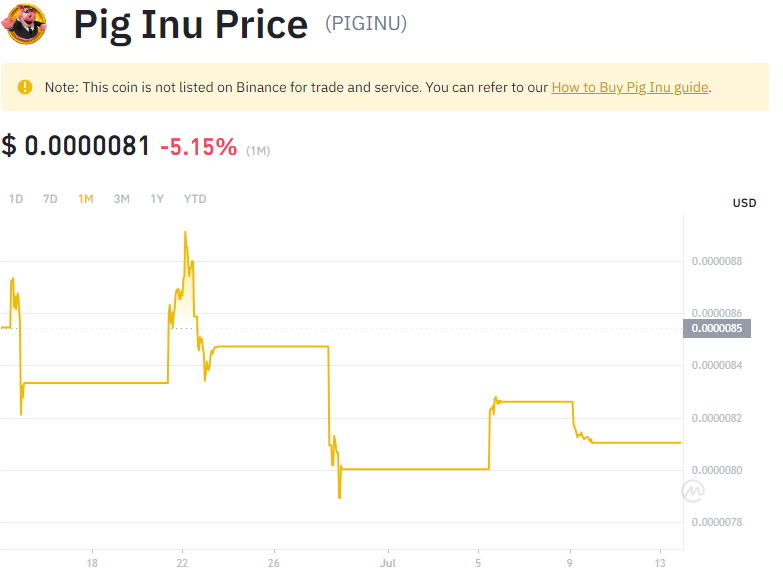 Pig Inu Price (PIGINU)
Note: This coin is not listed on Binance for trade and service. You can refer to our How to Buy Pig Inu guide.
$ 0.0000081 -5.15% (1M)
1D 7D 1M 3M 1Y YTD
USD
0.0000088
0.0000086
0.0000085
0.0000084
0.0000082
0.0000080
0.0000078
18 22 26 Jul 5 9 13